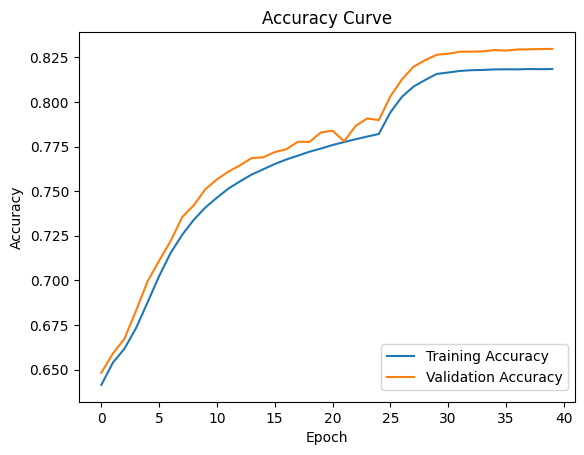 Accuracy Curve
0.825
0.800
0.775
0.750
0.725
0.700
0.675
0.650
Accuracy
Training Accuracy
Validation Accuracy
0 5 10 15 20 25 30 35 40
Epoch